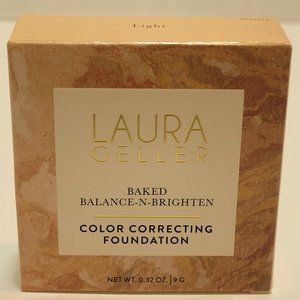 Light
LAURA
GELLER
BAKED
BALANCE-N-BRIGHTEN
COLOR CORRECTING
FOUNDATION
NET WT. 0.32 OZ. | 9 G